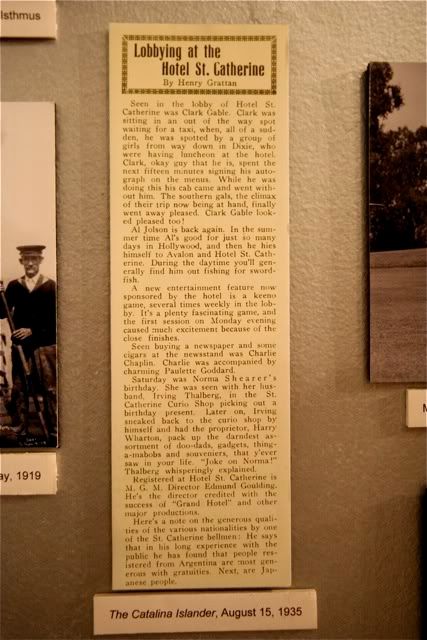 Isthmus
Lobbying at the
Hotel St. Catherine
By Henry Grattan
Seen in the lobby of Hotel St.
Catherine was Clark Gable. Clark was
sitting in an out of the way spot
waiting for a taxi, when, all of a sud-
den, he was spotted by a group of
girls from way down in Dixie, who
were having luncheon at the hotel.
Clark, okay guy that he is, spent the
next fifteen minutes signing his auto-
graph on the menus. While he was
doing this his cab came and went with-
out him. The southern gals, the climax
of their trip now being at hand, finally
went away pleased. Clark Gable look-
ed pleased too!
Al Jolson is back again. In the sum-
mer time Al's good for just so many
days in Hollywood, and then he hies
himself to Avalon and Hotel St. Cath-
erine. During the daytime you'll gen-
erally find him out fishing for sword-
fish.
A new entertainment feature now
sponsored by the hotel is a keeno
game, several times weekly in the lob-
by. It's a plenty fascinating game, and
the first session on Monday evening
caused much excitement because of the
close finishes.
Seen buying a newspaper and some
cigars at the newsstand was Charlie
Chaplin. Charlie was accompanied by
charming Paulette Goddard.
Saturday was Norma Shearer's
birthday. She was seen with her hus-
band, Irving Thalberg, in the St.
Catherine Curio Shop picking out a
birthday present. Later on, Irving
sneaked back to the curio shop by
himself and had the proprietor, Harry
Wharton, pack up the darndest as-
sortment of doo-dads, gadgets, thing-
a-mabobs and souveniers, that y'ever
saw in your life. "Joke on Norma!"
Thalberg whisperingly explained.
Registered at Hotel St. Catherine is
M. G. M. Director Edmund Goulding.
He's the director credited with the
success of "Grand Hotel" and other
major productions.
Here's a note on the generous quali-
ties of the various nationalities by one
of the St. Catherine bellmen: He says
that in his long experience with the
public he has found that people res-
istered from Argentina are most gen-
erous with gratuities. Next, are Jap-
anese people.
ay, 1919
The Catalina Islander, August 15, 1935